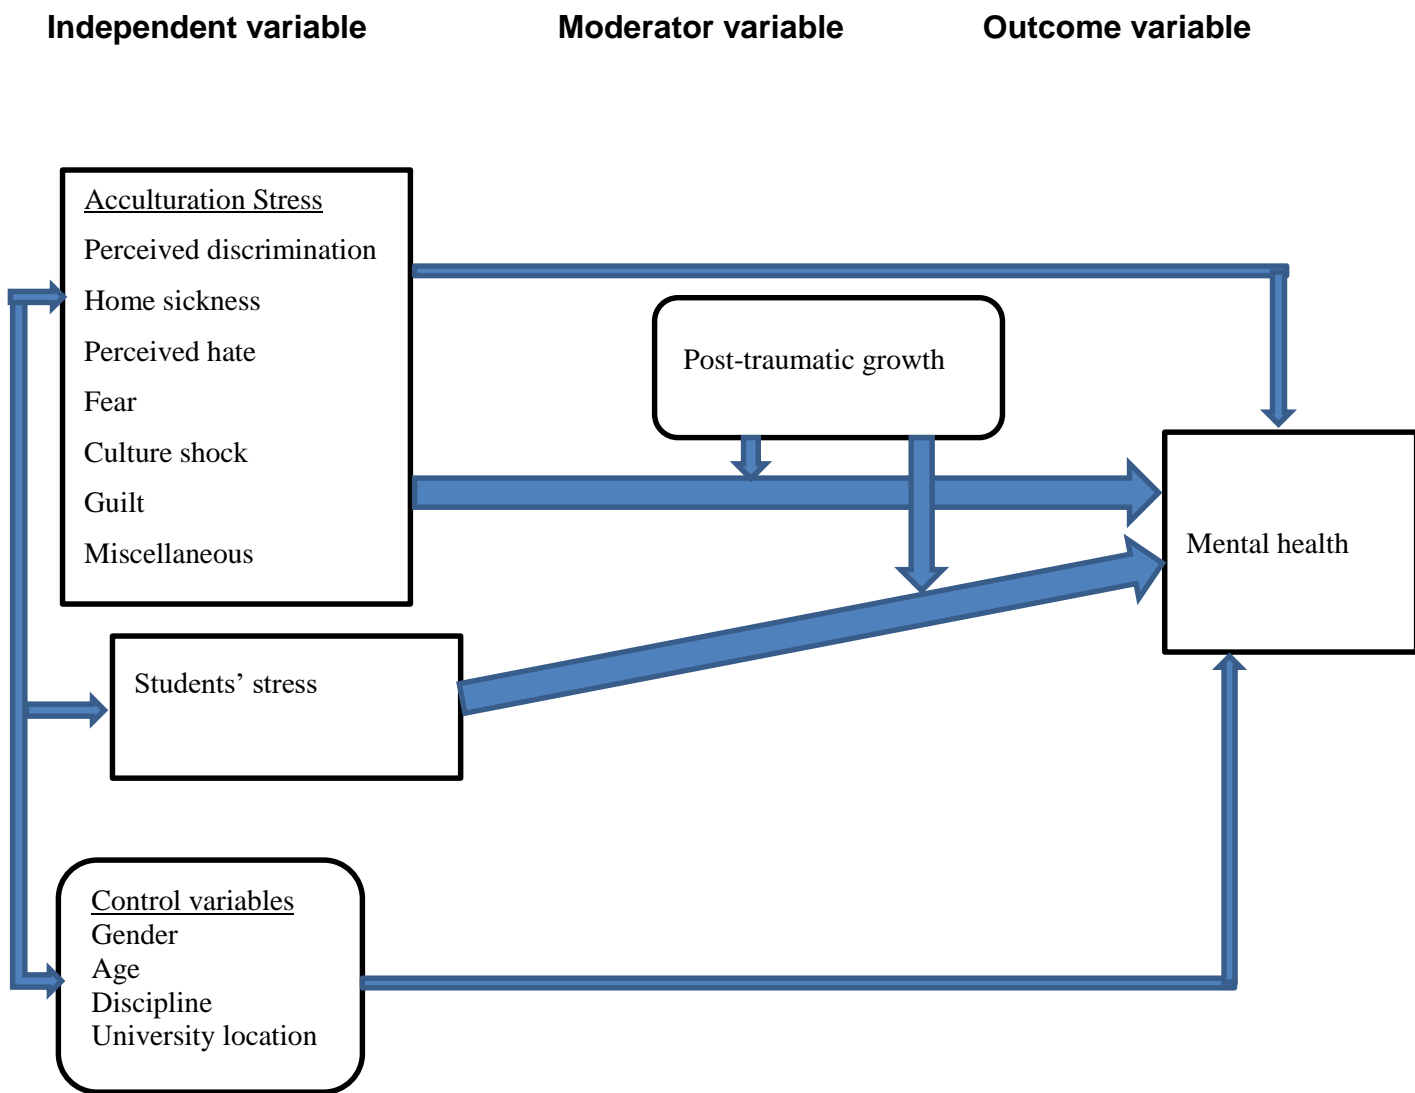 Independent variable
Moderator variable
Outcome variable
Acculturation Stress
Perceived discrimination
Home sickness
Perceived hate
Fear
Culture shock
Guilt
Miscellaneous
Post-traumatic growth
Mental health
Students’ stress
Control variables
Gender
Age
Discipline
University location